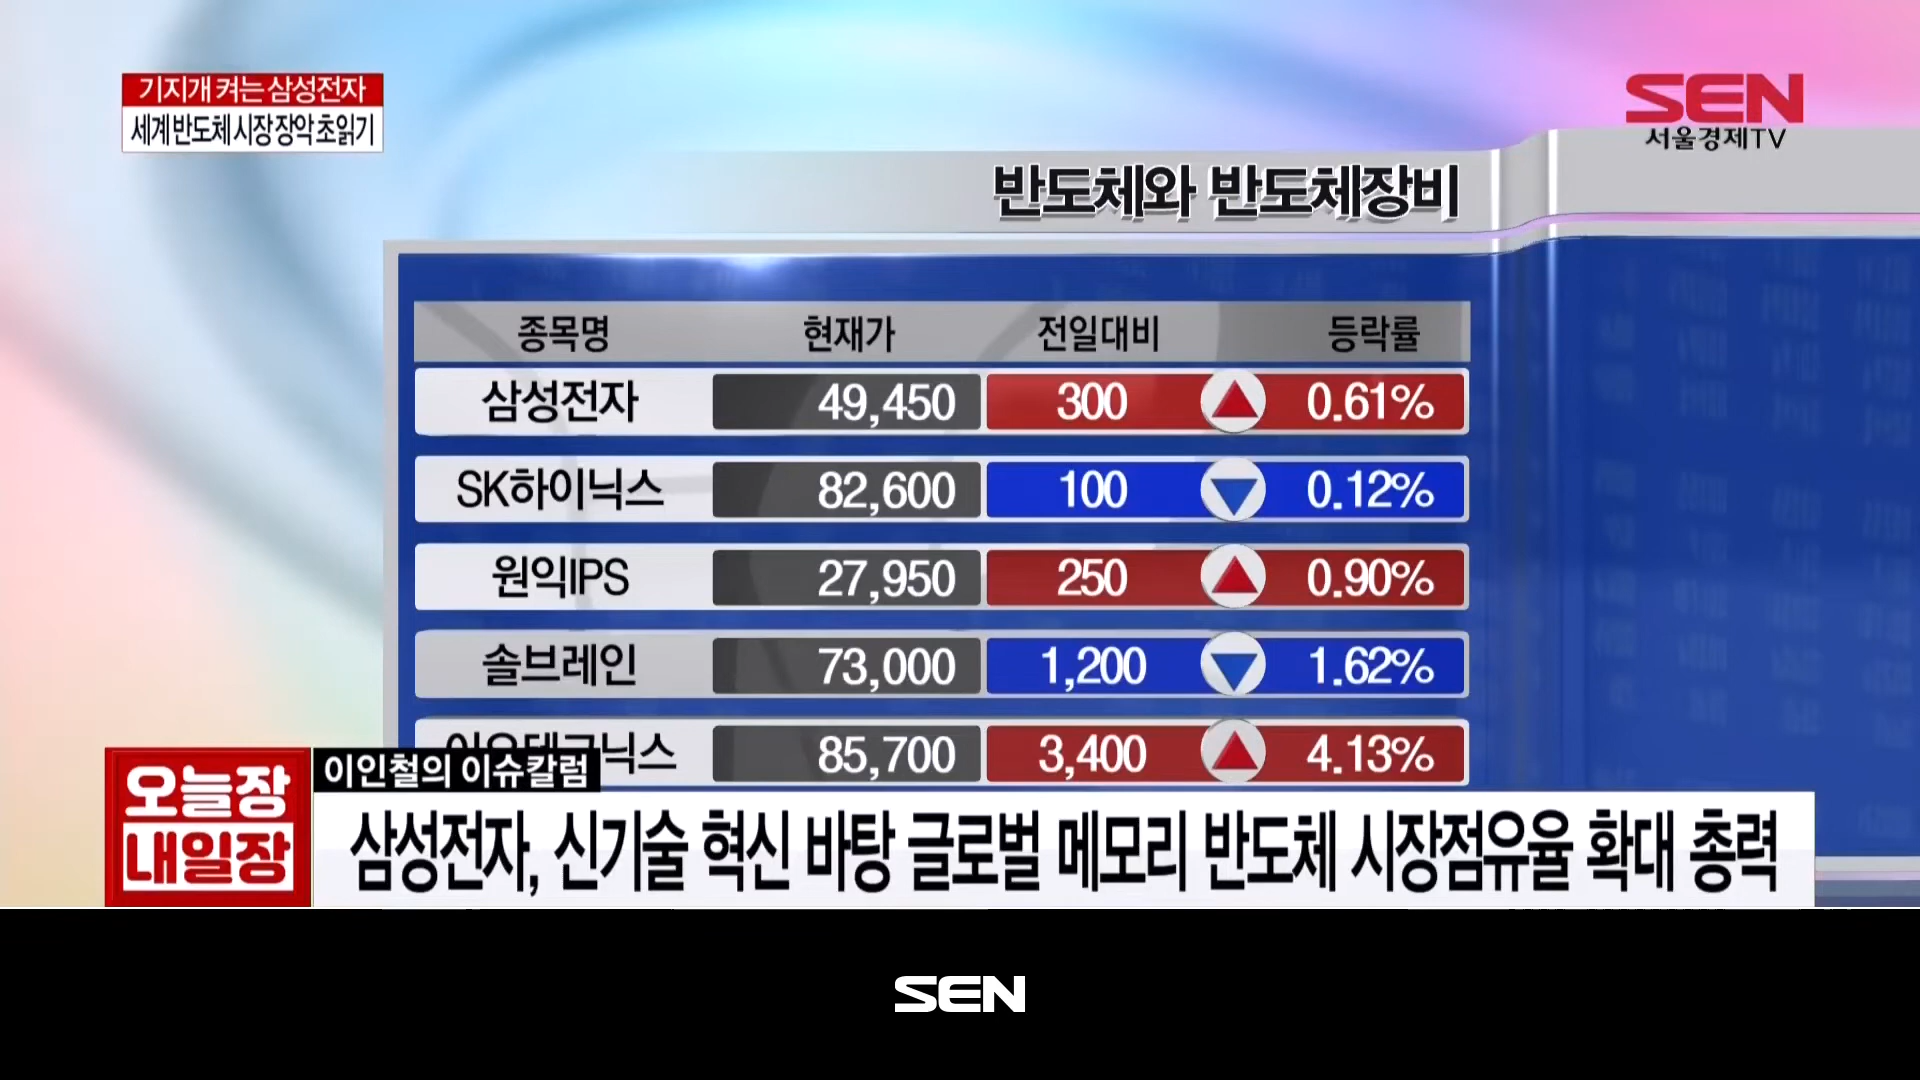 기지개 켜는 삼성전자
세계 반도체 시장 장악 초읽기
SEN
서울경제TV
반도체와 반도체장비
종목명 현재가 전일대비 등락률
삼성전자 49,450 300 ▲ 0.61%
SK하이닉스 82,600 100 ▼ 0.12%
원익IPS 27,950 250 ▲ 0.90%
솔브레인 73,000 1,200 ▼ 1.62%
85,700 3,400 ▲ 4.13%
이인철의 이슈칼럼
오늘장
내일장
삼성전자, 신기술 혁신 바탕 글로벌 메모리 반도체 시장점유율 확대 총력
SEN